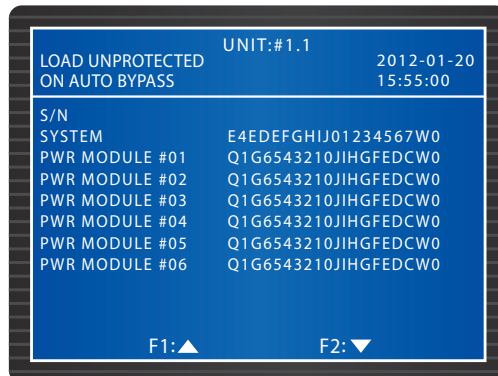 UNIT:#1.1
LOAD UNPROTECTED 2012-01-20
ON AUTO BYPASS 15:55:00
S/N
SYSTEM E4EDEFGHIJ01234567W0
PWR MODULE #01 Q1G6543210JIHGFEDCW0
PWR MODULE #02 Q1G6543210JIHGFEDCW0
PWR MODULE #03 Q1G6543210JIHGFEDCW0
PWR MODULE #04 Q1G6543210JIHGFEDCW0
PWR MODULE #05 Q1G6543210JIHGFEDCW0
PWR MODULE #06 Q1G6543210JIHGFEDCW0
F1:▲ F2:▼